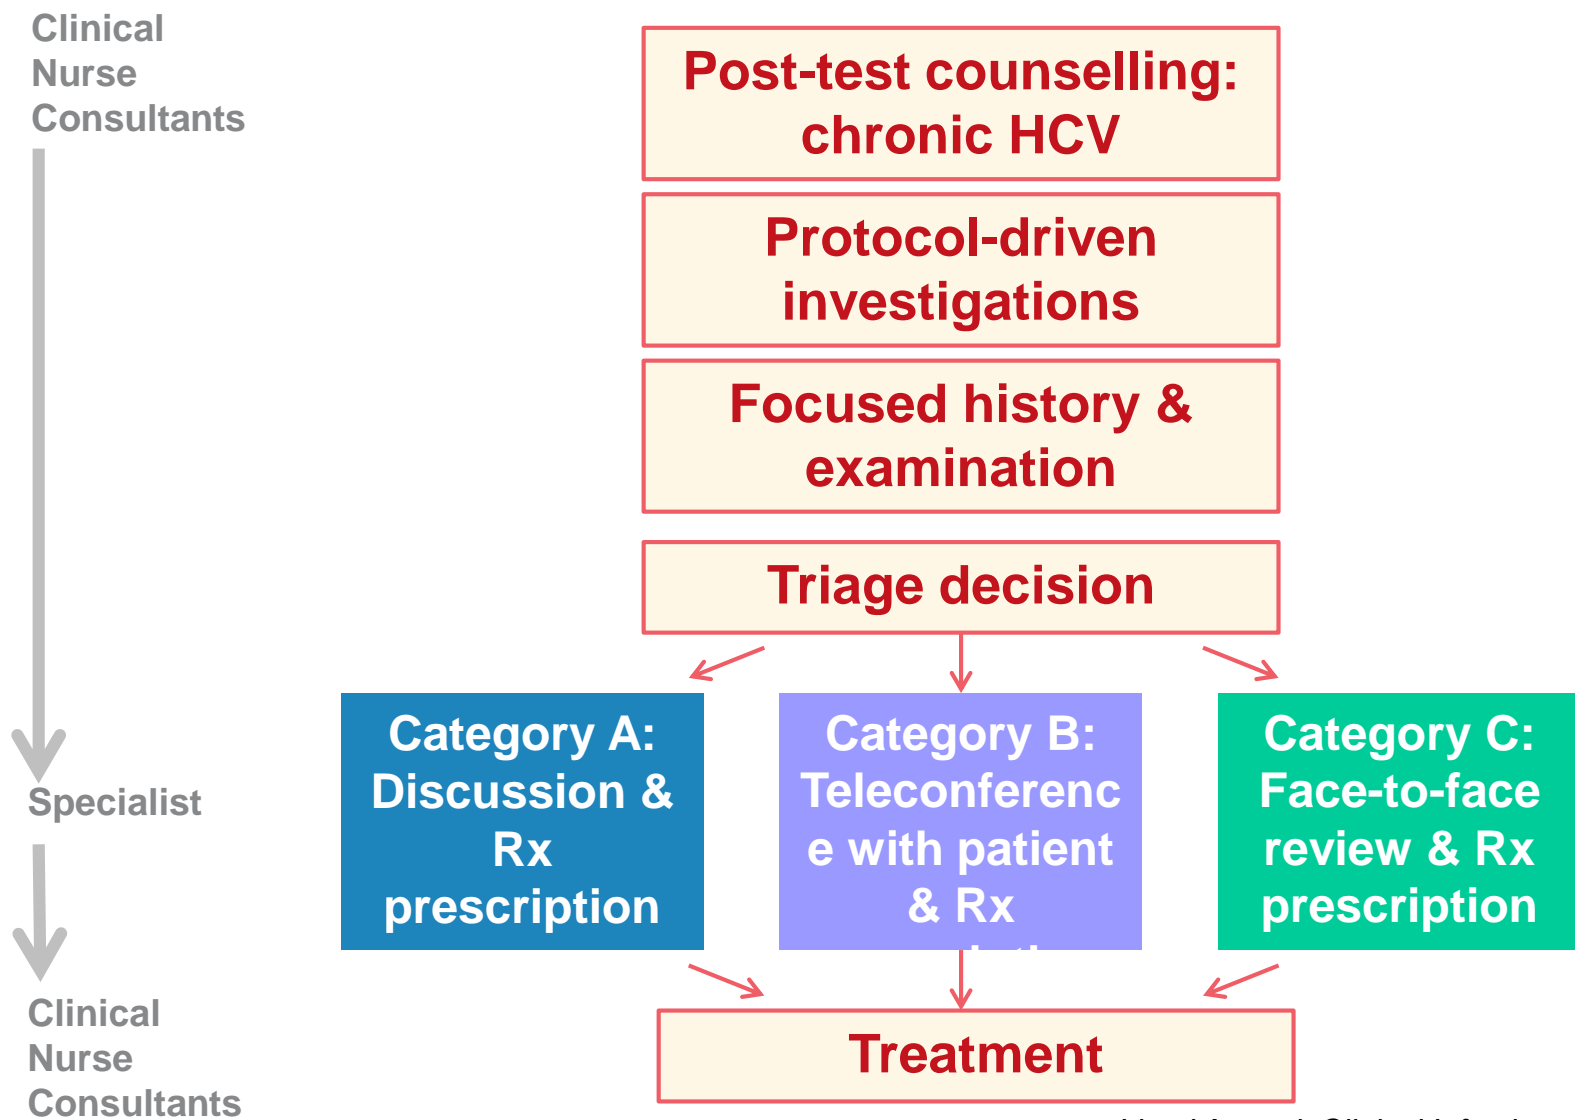 Clinical
Nurse
Consultants
Post-test counselling:
chronic HCV
Protocol-driven
investigations
Focused history &
examination
Triage decision
Specialist
Category A:
Discussion &
Rx
prescription
Category B:
Teleconferenc
e with patient
& Rx
Category C:
Face-to-face
review & Rx
prescription
Treatment
Clinical
Nurse
Consultants